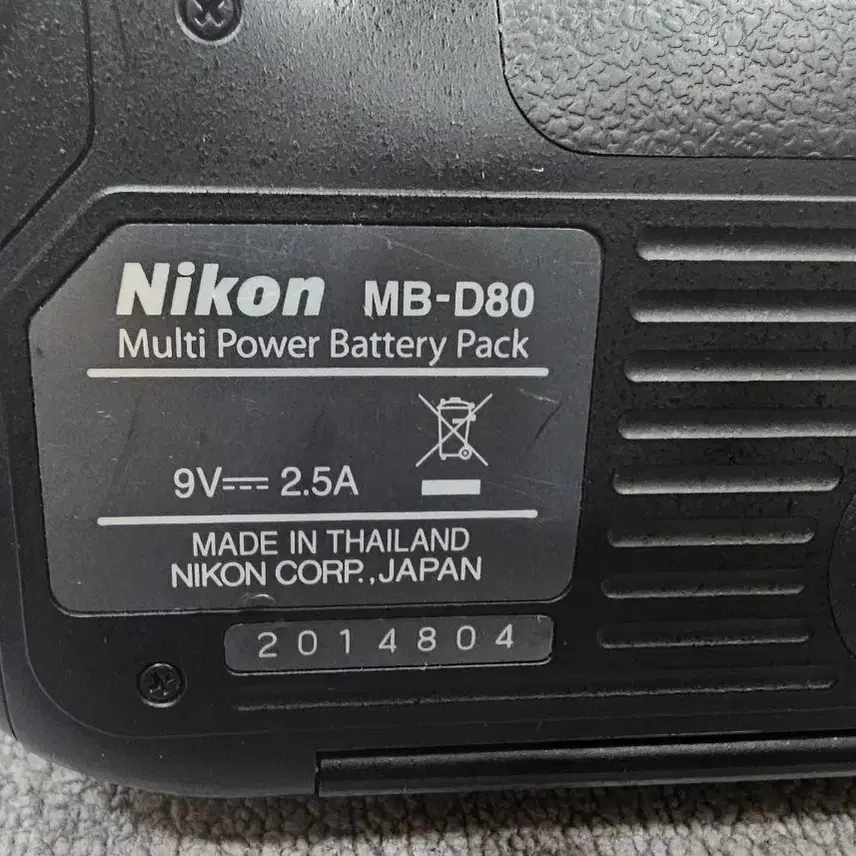 Nikon MB-D80
Multi Power Battery Pack
9V⎓ 2.5A
MADE IN THAILAND
NIKON CORP.,JAPAN
2014804